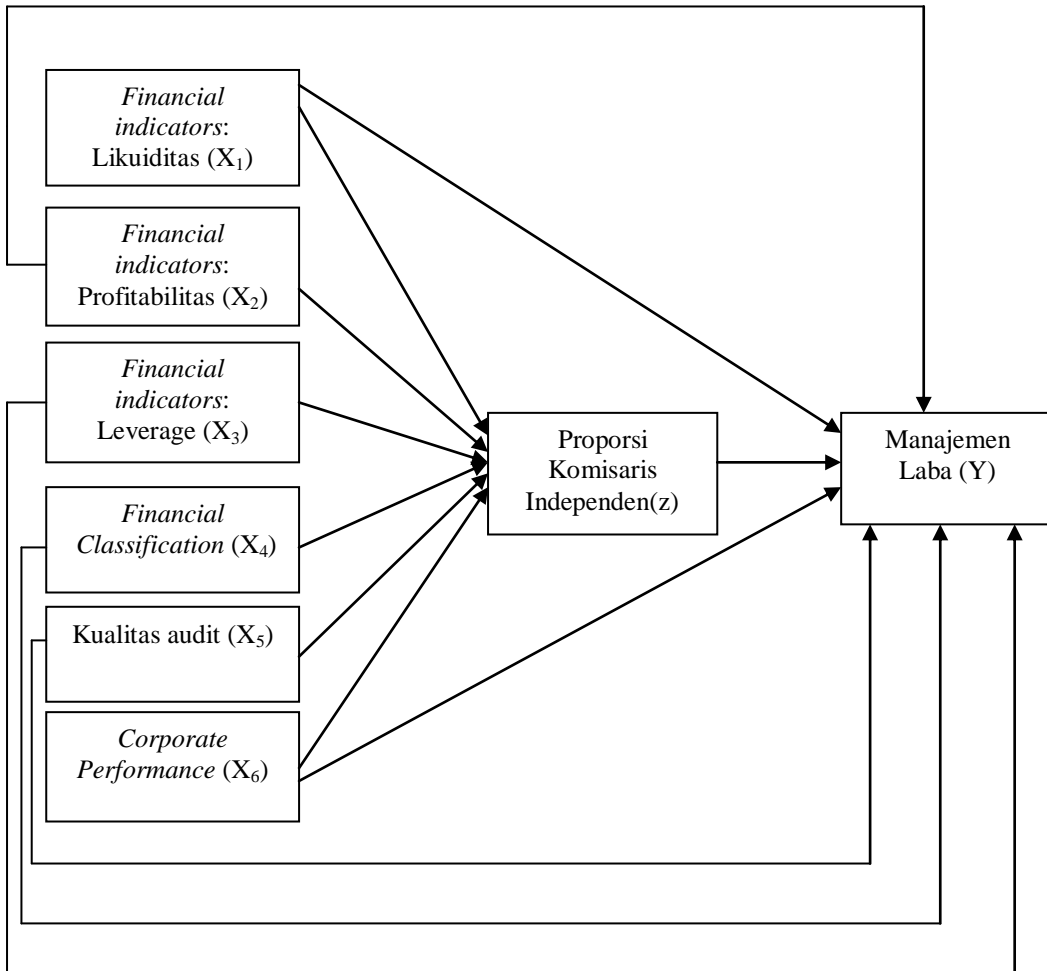 Financial
indicators:
Likuiditas (X₁)
Financial
indicators:
Profitabilitas (X₂)
Financial
indicators:
Leverage (X₃)
Financial
Classification (X₄)
Kualitas audit (X₅)
Corporate
Performance (X₆)
Proporsi
Komisaris
Independen(z)
Manajemen
Laba (Y)